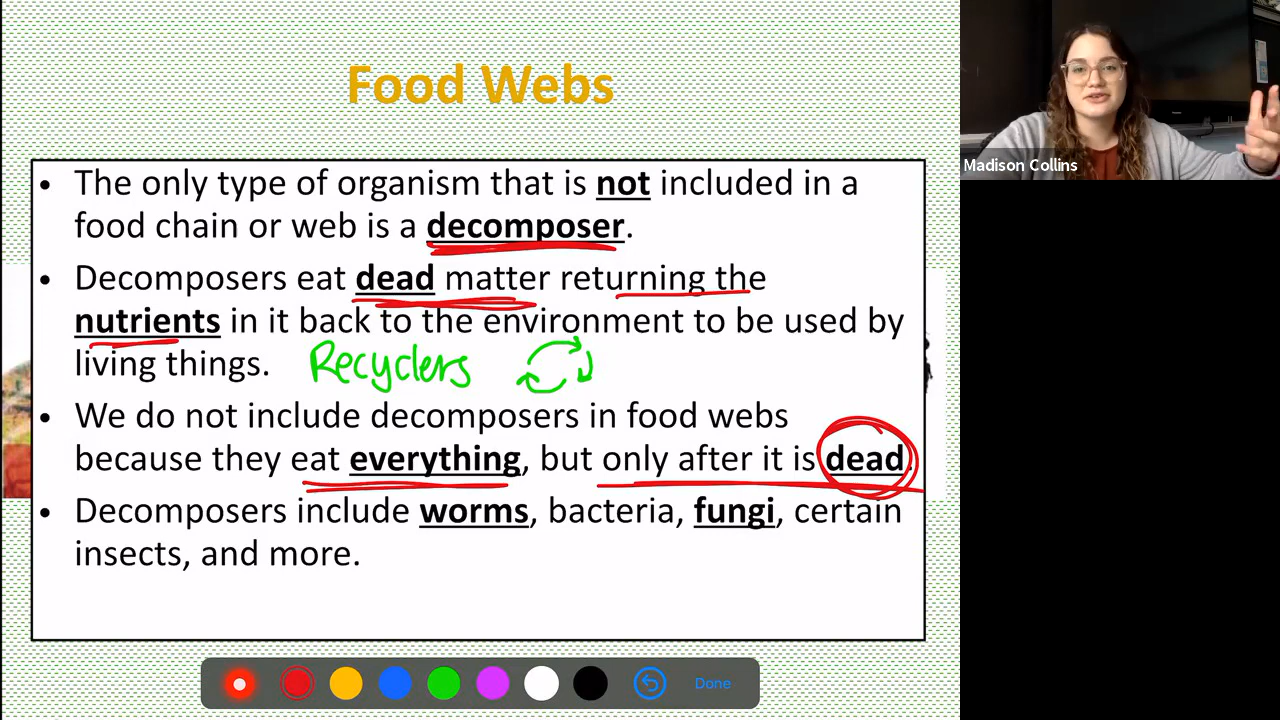 Food Webs
• The only type of organism that is not included in a
food chain or web is a decomposer.
• Decomposers eat dead matter returning the
nutrients in it back to the environment to be used by
living things.
Recyclers
• We do not include decomposers in food webs
because they eat everything, but only after it is dead.
• Decomposers include worms, bacteria, fungi, certain
insects, and more.
Done
Madison Collins